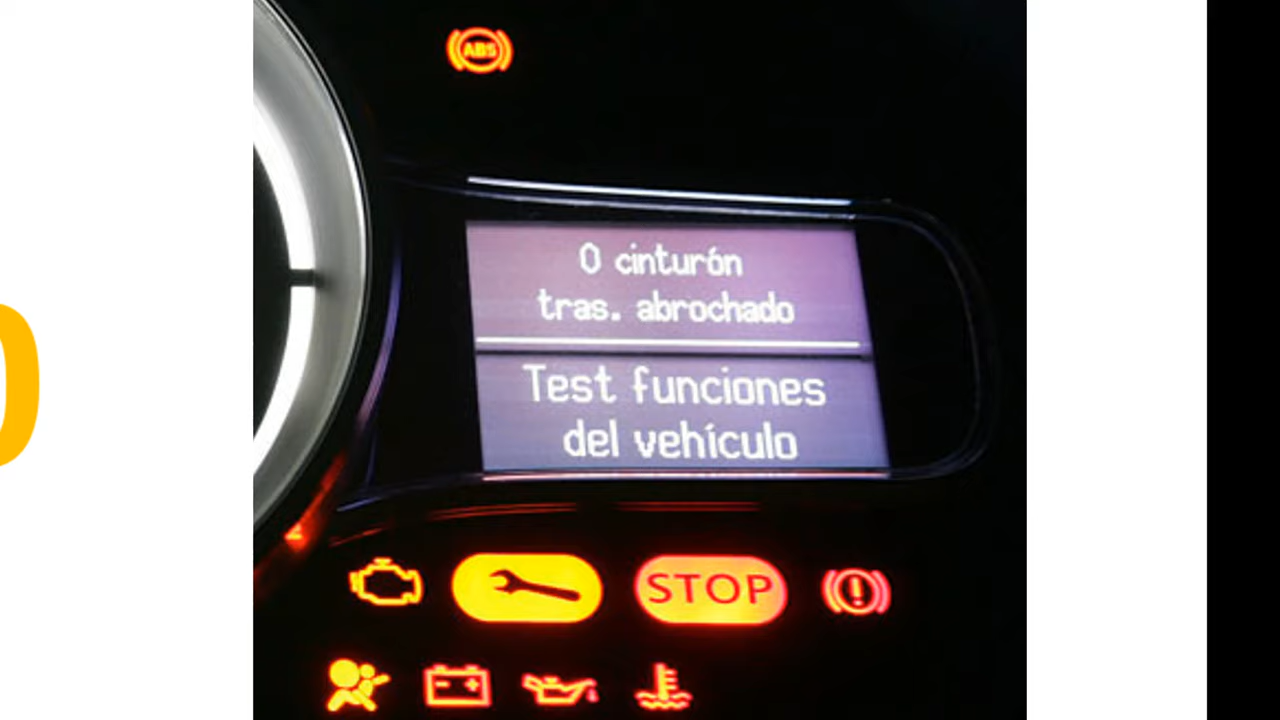 ABS
0 cinturón
tras. abrochado
Test funciones
del vehículo
STOP